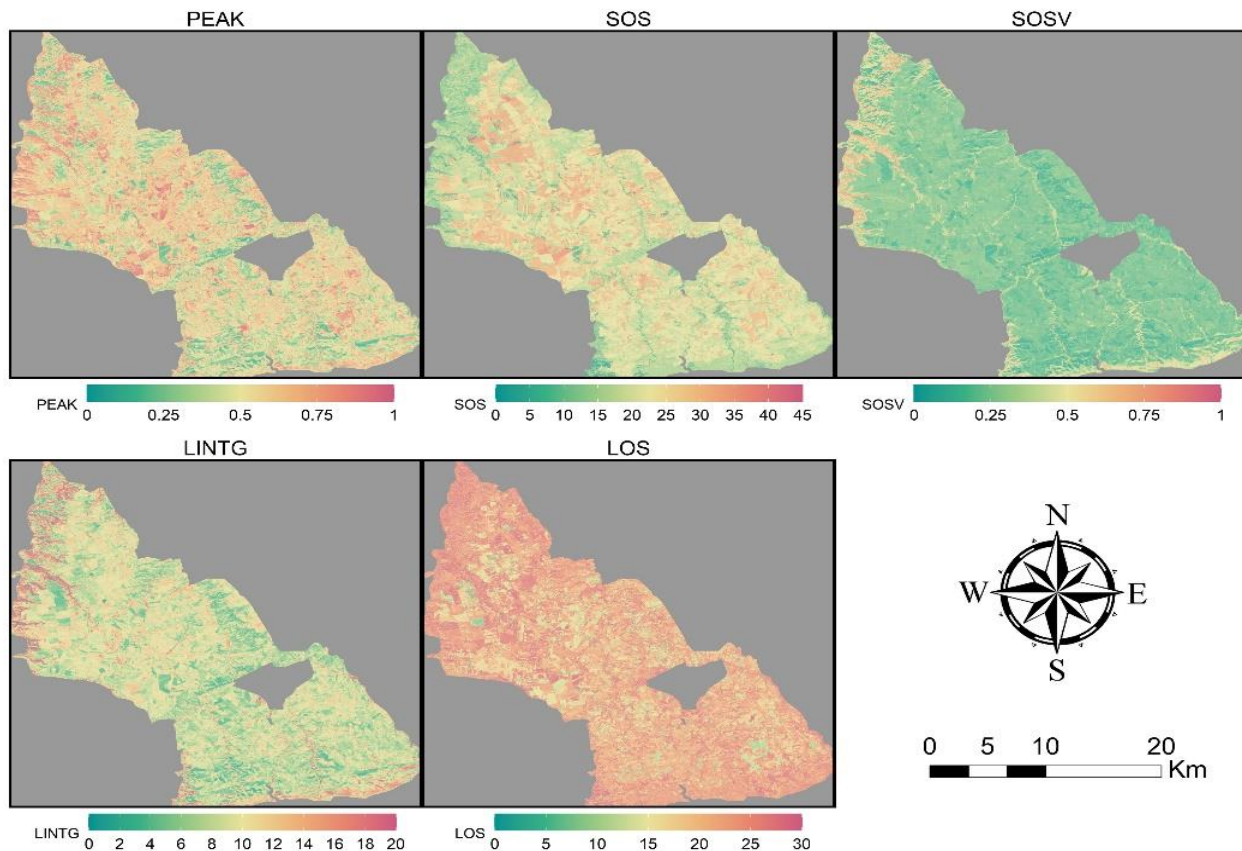 PEAK SOS SOSV
PEAK 0 0.25 0.5 0.75 1
SOS 0 5 10 15 20 25 30 35 40 45
SOSV 0 0.25 0.5 0.75 1
LINTG LOS
N
W E
S
0 5 10 20
Km
LINTG 0 2 4 6 8 10 12 14 16 18 20
LOS 0 5 10 15 20 25 30